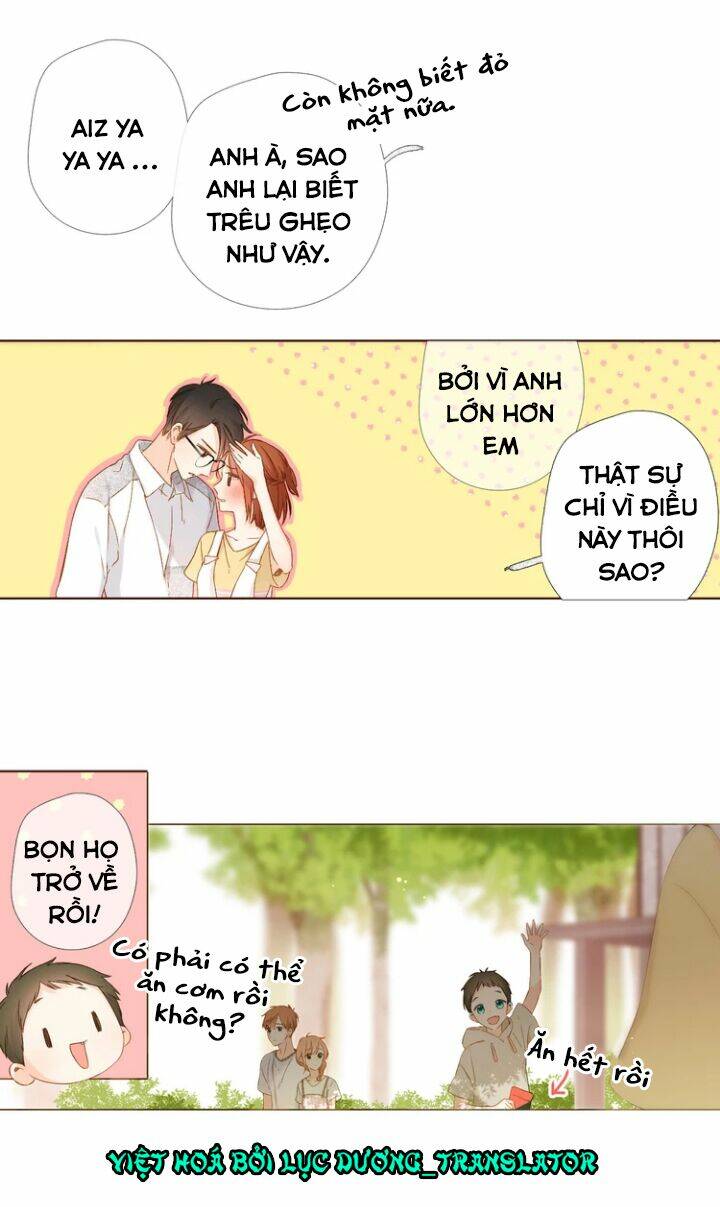 AIZ YA
YA YA ...
Còn không biết đỏ
mặt nữa.
ANH À, SAO
ANH LẠI BIẾT
TRÊU GHẸO
NHƯ VẬY.
BỞI VÌ ANH
LỚN HƠN
EM
THẬT SỰ
CHỈ VÌ ĐIỀU
NÀY THÔI
SAO?
BỌN HỌ
TRỞ VỀ
RỒI!
Có phải có thể
ăn cơm rồi
không?
Ăn hết rồi
VIỆT HOÁ BỞI LỤC DƯƠNG_TRANSLATOR